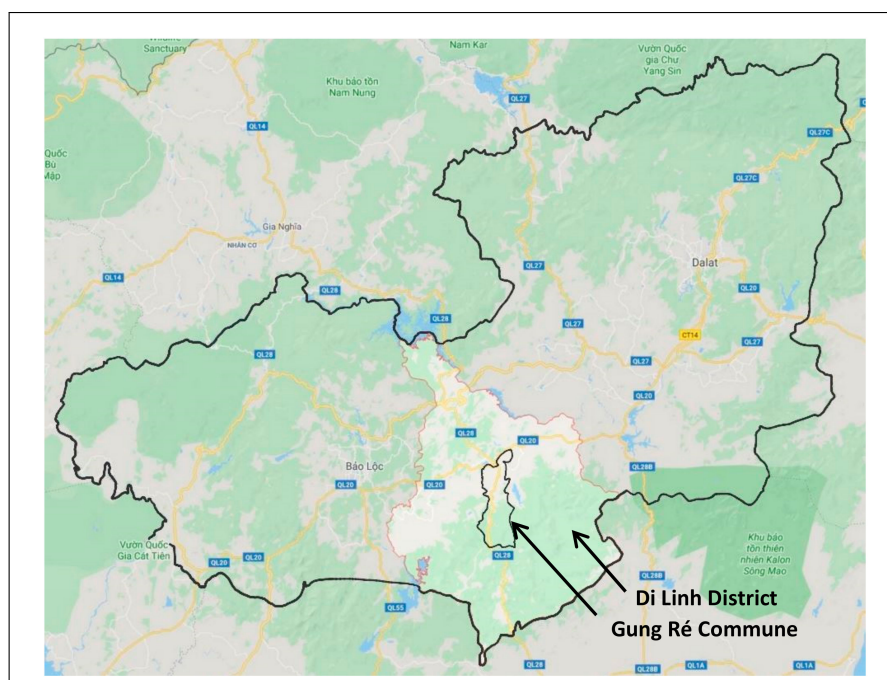 Sanctuary
Nam Kar
Vườn Quốc
gia Chư
Yang Sin
Khu bảo tồn
Nam Nung
QL27
QL14
QL27C
Quốc
Bù
Mập
QL27C
Gia Nghĩa
NHÂN CƠ
Dalat
QL14
QL27
QL28
QL20
QL28
QL27
CT14
QL27
QL28
QL27
QL20
QL28
QL20
Bảo Lộc
QL28B
QL20
QL20
Vườn Quốc
Gia Cát Tiên
QL20
QL20
QL28
Khu bảo
tồn thiên
nhiên Kalon
Sông Mao
QL28B
QL55
Di Linh District
Gung Ré Commune
QL28
QL28B
QL1A
QL1A